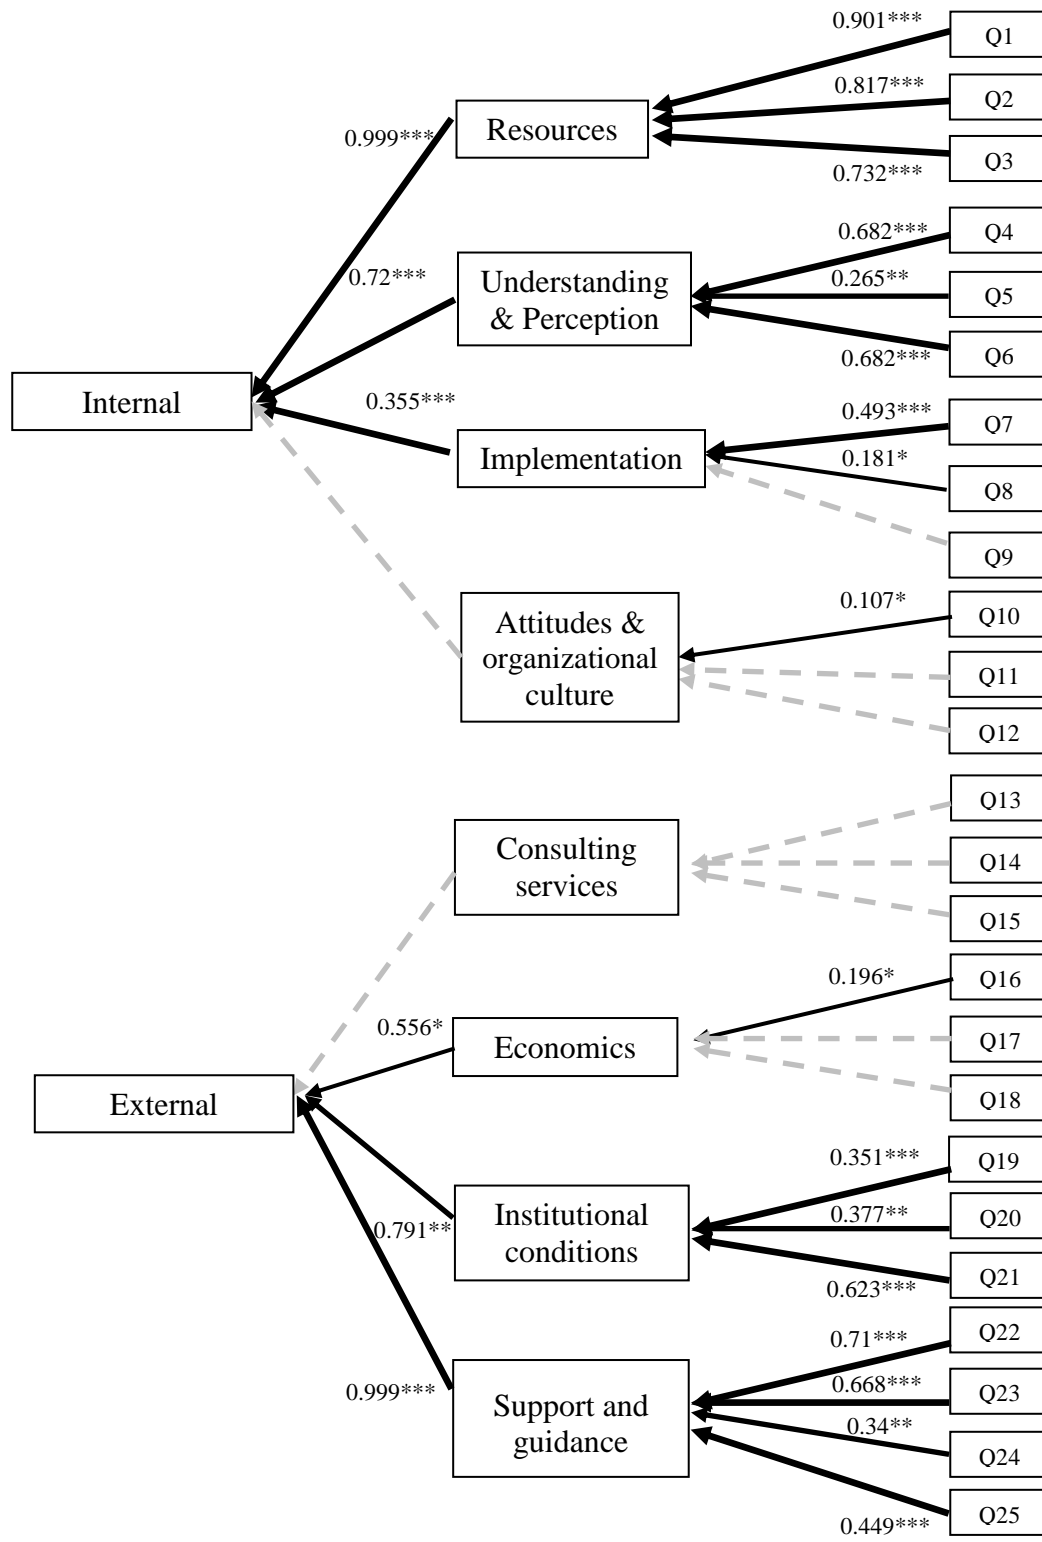 0.901***
Q1
0.817***
Q2
Resources
0.999***
Q3
0.732***
0.682***
Q4
0.72***
Understanding
& Perception
0.265**
Q5
0.682***
Q6
Internal
0.355***
0.493***
Q7
Implementation
0.181*
Q8
Q9
0.107*
Q10
Attitudes &
organizational
culture
Q11
Q12
Q13
Consulting
services
Q14
Q15
0.196*
Q16
0.556*
Economics
Q17
Q18
External
0.351***
Q19
Institutional
conditions
0.377**
Q20
0.791**
0.623***
Q21
0.71***
Q22
0.999***
0.668***
Q23
Support and
guidance
0.34**
Q24
0.449***
Q25